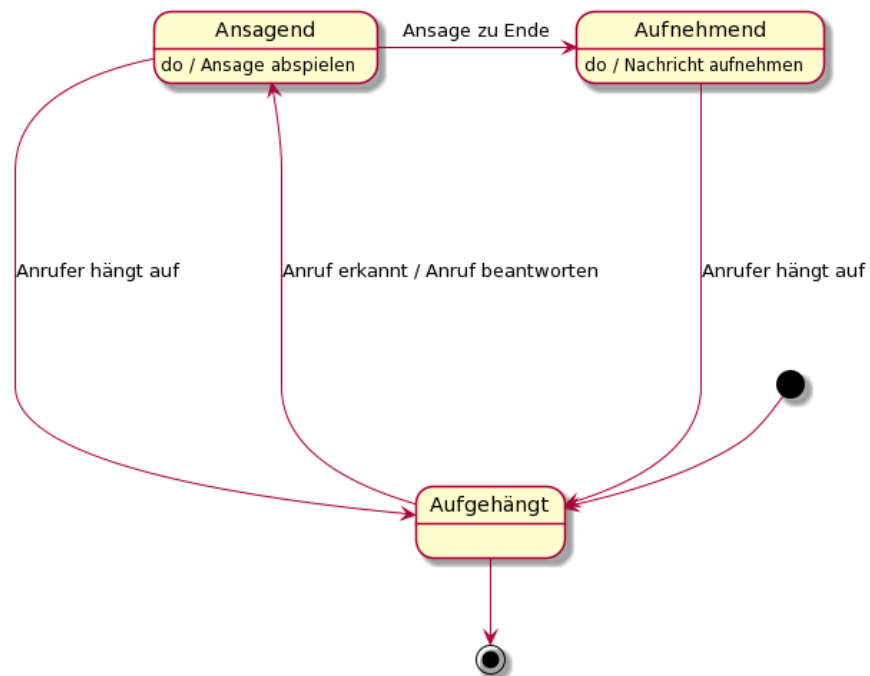 Ansagend
do / Ansage abspielen
Ansage zu Ende
Aufnehmend
do / Nachricht aufnehmen
Anrufer hängt auf
Anruf erkannt / Anruf beantworten
Anrufer hängt auf
Aufgehängt